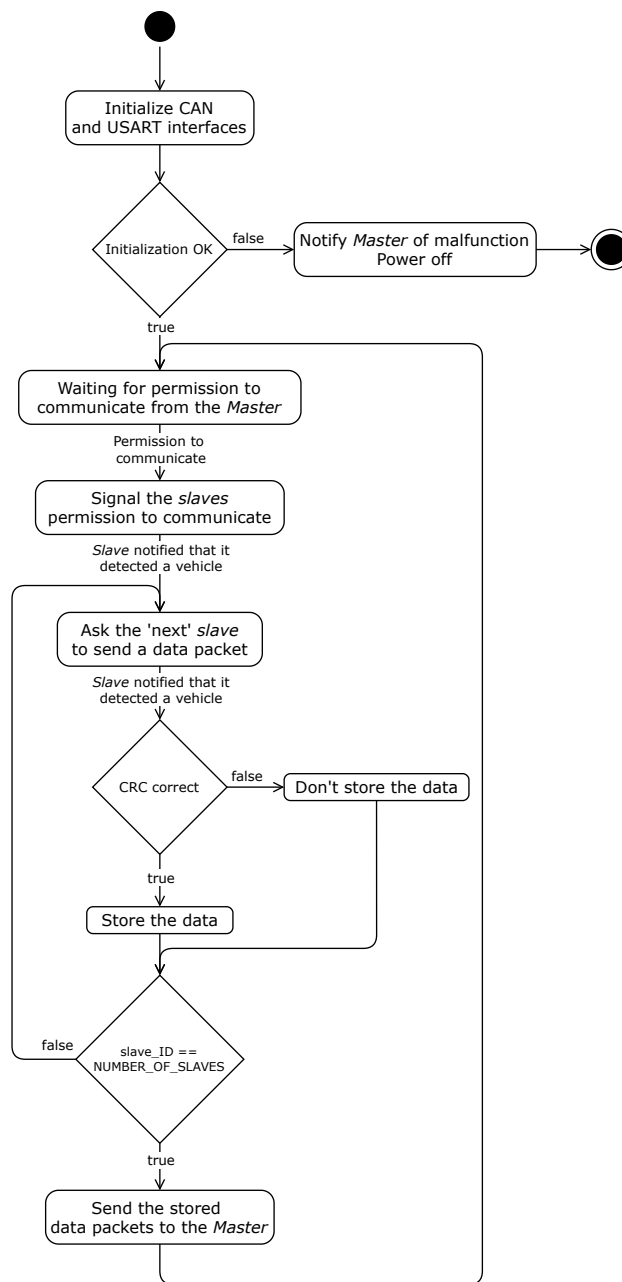 Initialize CAN
and USART interfaces
Initialization OK
false
Notify Master of malfunction
Power off
true
Waiting for permission to
communicate from the Master
Permission to
communicate
Signal the slaves
permission to communicate
Slave notified that it
detected a vehicle
Ask the 'next' slave
to send a data packet
Slave notified that it
detected a vehicle
CRC correct
false
Don't store the data
true
Store the data
false
slave_ID ==
NUMBER_OF_SLAVES
true
Send the stored
data packets to the Master